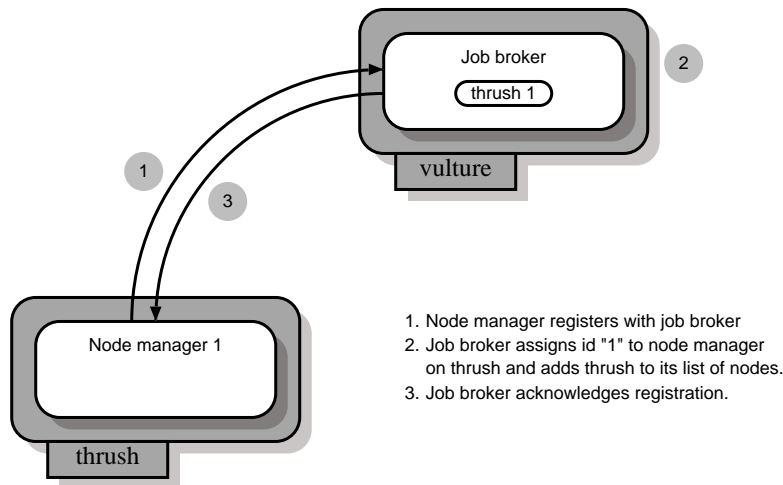 Job broker
thrush 1
2
vulture
1
3
Node manager 1
thrush
1. Node manager registers with job broker
2. Job broker assigns id "1" to node manager
on thrush and adds thrush to its list of nodes.
3. Job broker acknowledges registration.